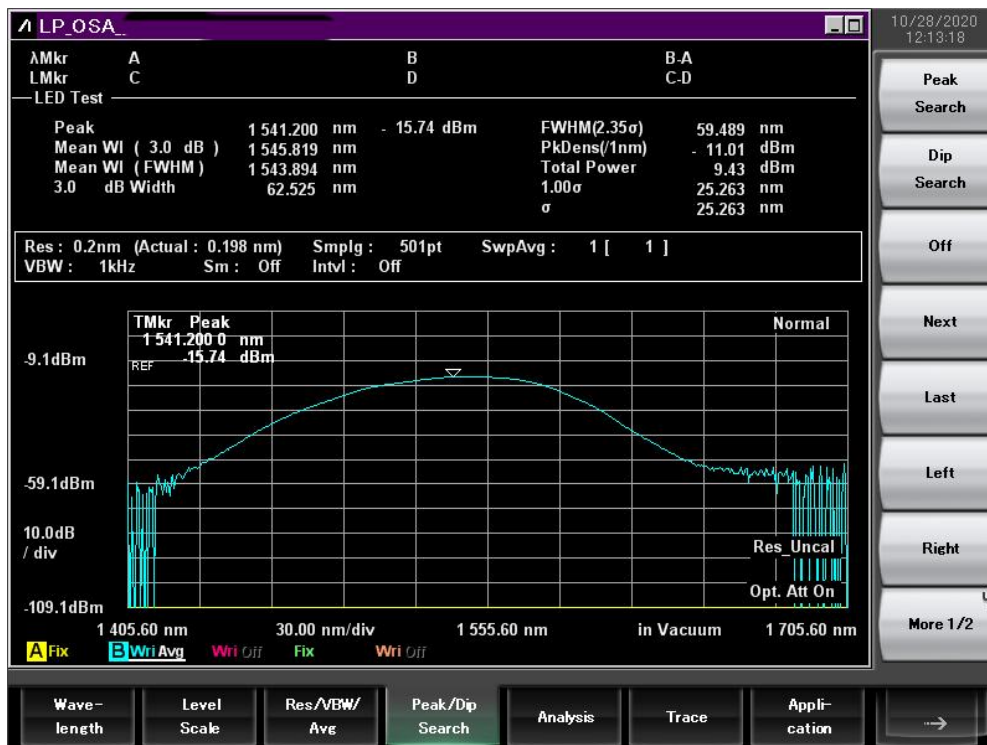 LP_OSA_
10/28/2020
12:13:18
λMkr A B B-A
LMkr C D C-D
LED Test
Peak 1 541.200 nm - 15.74 dBm FWHM(2.35σ) 59.489 nm
Mean Wl ( 3.0 dB ) 1 545.819 nm PkDens(/1nm) - 11.01 dBm
Mean Wl ( FWHM ) 1 543.894 nm Total Power 9.43 dBm
3.0 dB Width 62.525 nm 1.00σ 25.263 nm
σ 25.263 nm
Res : 0.2nm (Actual : 0.198 nm) Smplg : 501pt SwpAvg : 1 [ 1 ]
VBW : 1kHz Sm : Off Intvl : Off
TMkr Peak Normal
1 541.200 0 nm
-15.74 dBm
-9.1dBm
REF
-59.1dBm
10.0dB
/ div
Res_Uncal
Opt. Att On
-109.1dBm
1 405.60 nm 30.00 nm/div 1 555.60 nm in Vacuum 1 705.60 nm
A Fix B Wri Avg Wri Off Fix Wri Off
Peak
Search
Dip
Search
Off
Next
Last
Left
Right
More 1/2
Wave-
length
Level
Scale
Res/VBW/
Avg
Peak/Dip
Search
Analysis
Trace
Appli-
cation